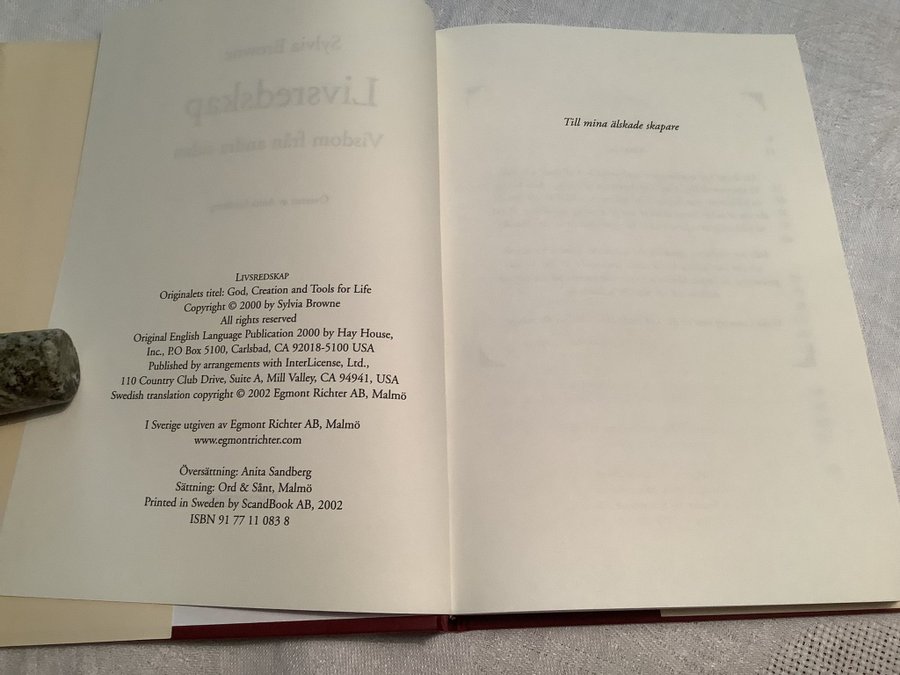 LIVSREDSKAP
Originalets titel: God, Creation and Tools for Life
Copyright © 2000 by Sylvia Browne
All rights reserved
Original English Language Publication 2000 by Hay House,
Inc., P.O Box 5100, Carlsbad, CA 92018-5100 USA
Published by arrangements with InterLicense, Ltd.,
110 Country Club Drive, Suite A, Mill Valley, CA 94941, USA
Swedish translation copyright © 2002 Egmont Richter AB, Malmö
I Sverige utgiven av Egmont Richter AB, Malmö
www.egmontrichter.com
Översättning: Anita Sandberg
Sättning: Ord & Sånt, Malmö
Printed in Sweden by ScandBook AB, 2002
ISBN 91 77 11 083 8
Till mina älskade skapare